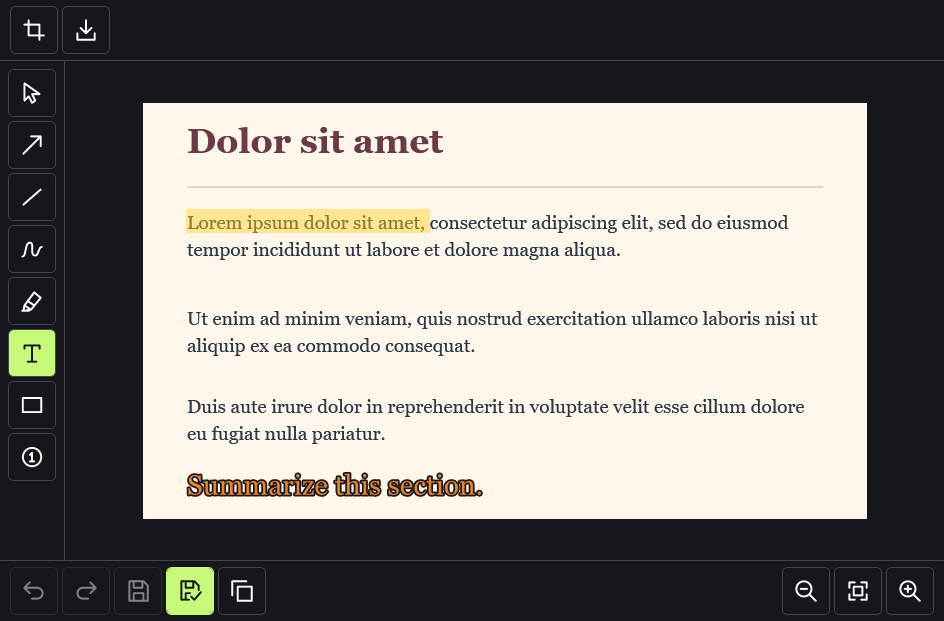 Dolor sit amet
Lorem ipsum dolor sit amet, consectetur adipiscing elit, sed do eiusmod
tempor incididunt ut labore et dolore magna aliqua.
Ut enim ad minim veniam, quis nostrud exercitation ullamco laboris nisi ut
aliquip ex ea commodo consequat.
Duis aute irure dolor in reprehenderit in voluptate velit esse cillum dolore
eu fugiat nulla pariatur.
Summarize this section.